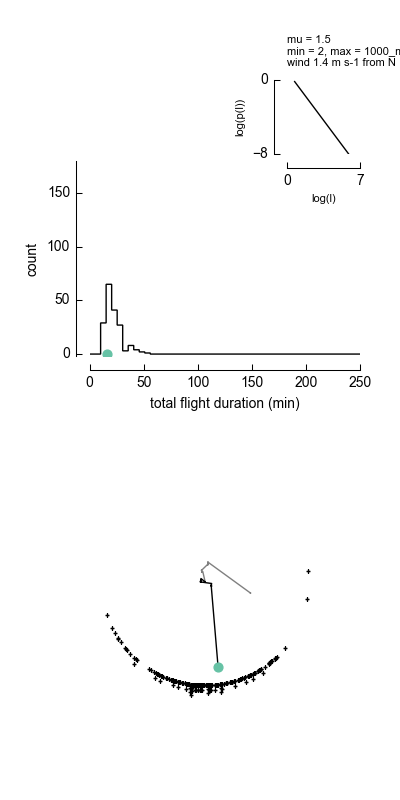 mu = 1.5
min = 2, max = 1000_m
wind 1.4 m s-1 from N
0
log(p(l))
−8
0
7
log(l)
150
100
50
0
count
0
50
100
150
200
250
total flight duration (min)